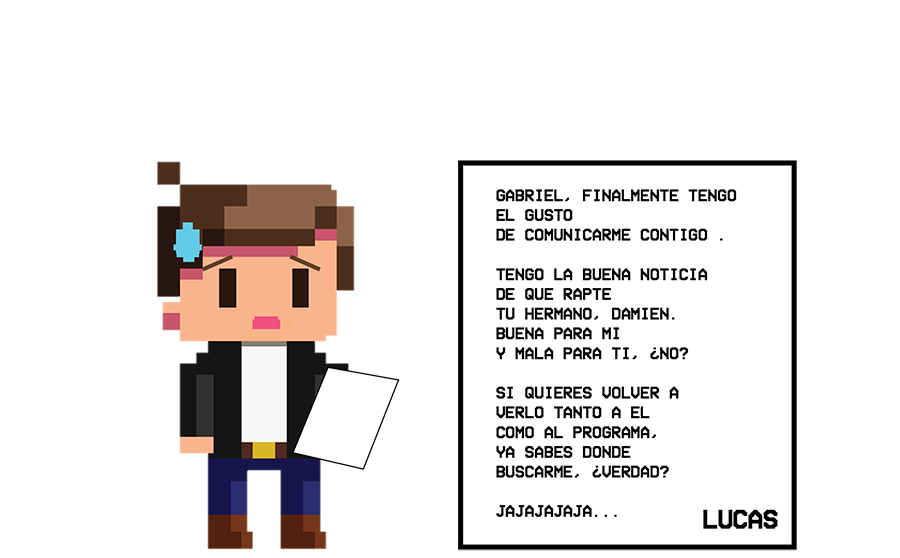 GABRIEL, FINALMENTE TENGO
EL GUSTO
DE COMUNICARME CONTIGO .
TENGO LA BUENA NOTICIA
DE QUE RAPTE
TU HERMANO, DAMIEN.
BUENA PARA MI
Y MALA PARA TI, ¿NO?
SI QUIERES VOLVER A
VERLO TANTO A EL
COMO AL PROGRAMA,
YA SABES DONDE
BUSCARME, ¿VERDAD?
JAJAJAJAJA...
LUCAS